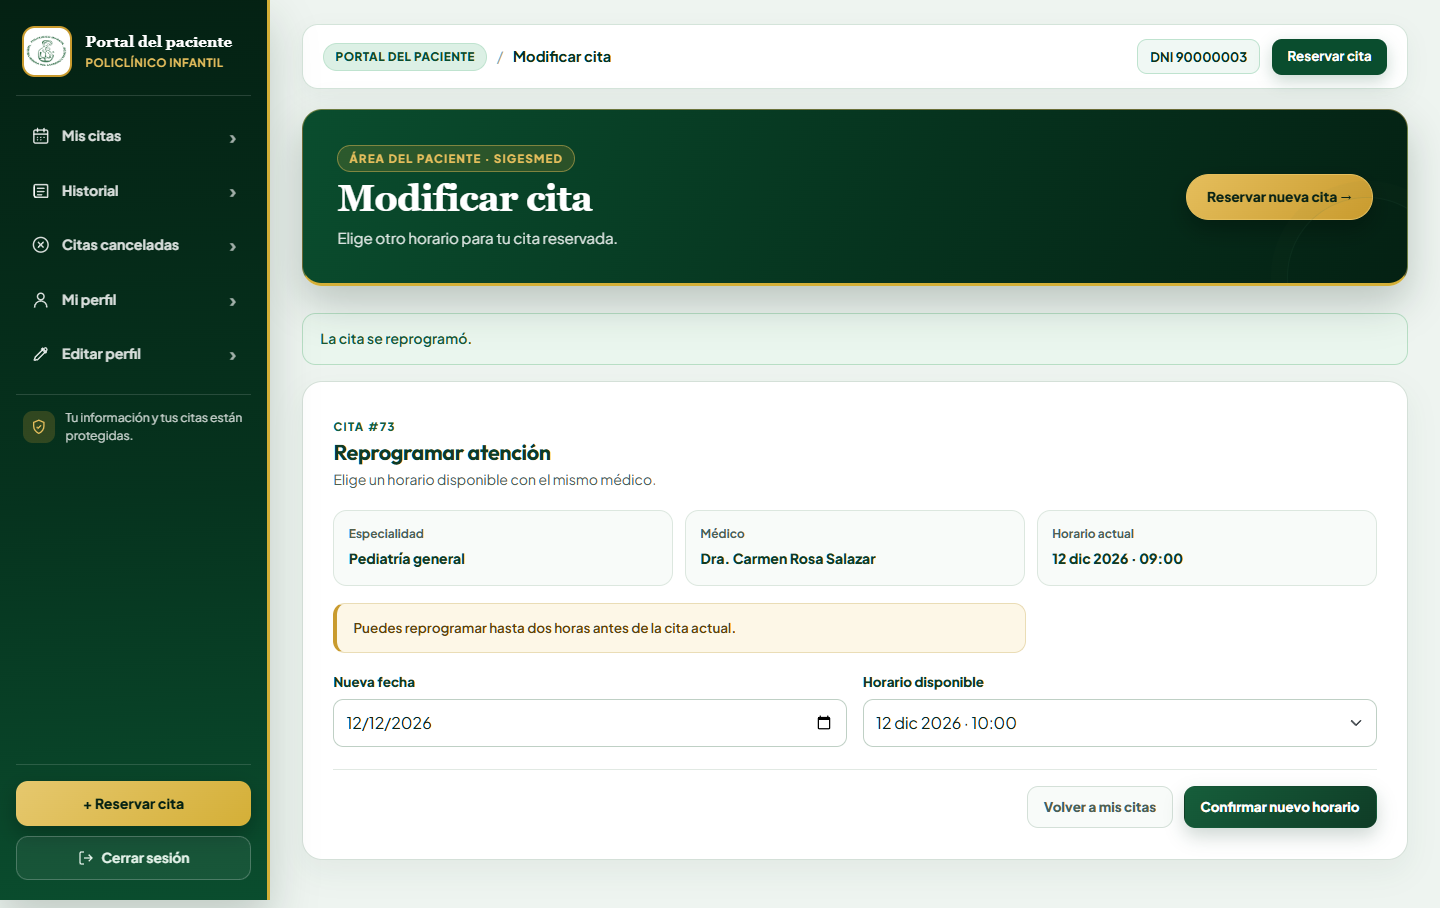 Portal del paciente
POLICLÍNICO INFANTIL
Mis citas
Historial
Citas canceladas
Mi perfil
Editar perfil
Tu información y tus citas están
protegidas.
+ Reservar cita
Cerrar sesión
PORTAL DEL PACIENTE / Modificar cita
DNI 90000003
Reservar cita
ÁREA DEL PACIENTE · SIGESMED
Modificar cita
Elige otro horario para tu cita reservada.
Reservar nueva cita →
La cita se reprogramó.
CITA #73
Reprogramar atención
Elige un horario disponible con el mismo médico.
Especialidad
Pediatría general
Médico
Dra. Carmen Rosa Salazar
Horario actual
12 dic 2026 · 09:00
Puedes reprogramar hasta dos horas antes de la cita actual.
Nueva fecha
12/12/2026
Horario disponible
12 dic 2026 · 10:00
Volver a mis citas
Confirmar nuevo horario